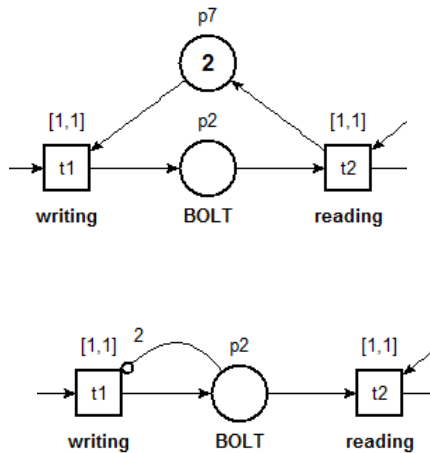 p7
2
[1,1] p2 [1,1]
t1 t2
writing BOLT reading
[1,1] 2 p2 [1,1]
t1 t2
writing BOLT reading